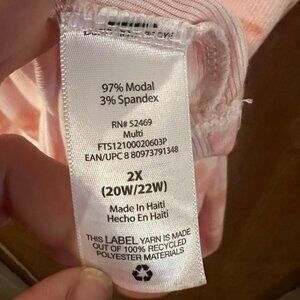 97% Modal
3% Spandex
RN# 52469
Multi
FTS12100020603P
EAN/UPC 8 80973791348
2X
(20W/22W)
Made In Haiti
Hecho En Haiti
THIS LABEL YARN IS MADE
OUT OF 100% RECYCLED
POLYESTER MATERIALS